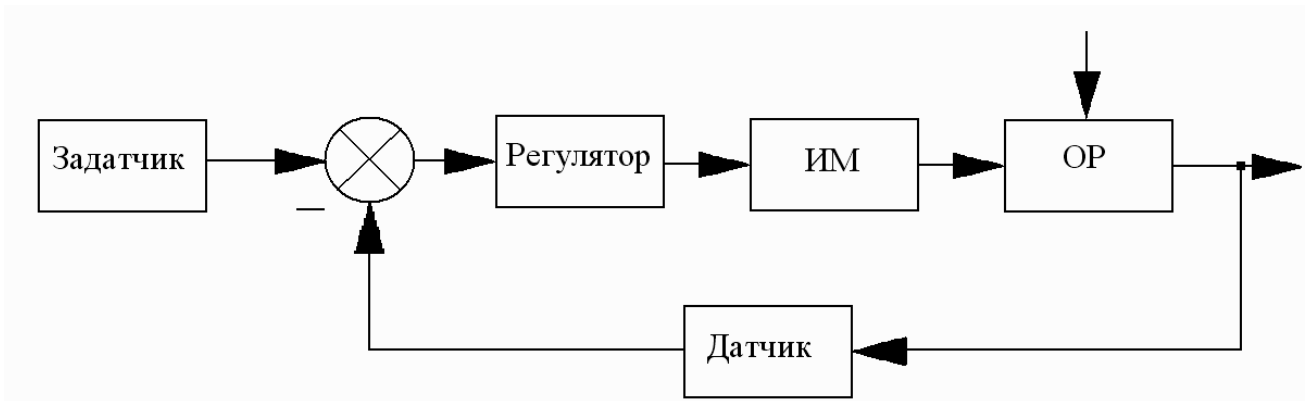 Задатчик
Регулятор
ИМ
ОР
Датчик